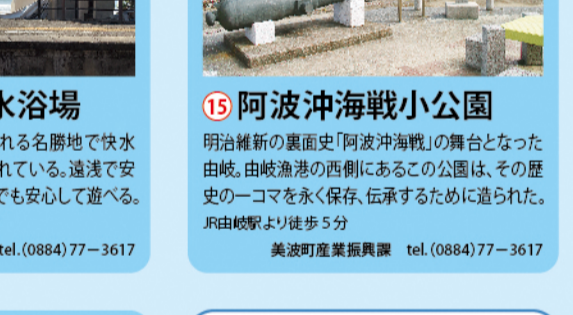 水浴場
れる名勝地で快水
れている。遠浅で安
でも安心して遊べる。
tel.（0884）77－3617
⑮阿波沖海戦小公園
明治維新の裏面史「阿波沖海戦」の舞台となった
由岐。由岐漁港の西側にあるこの公園は、その歴
史の一コマを永く保存、伝承するために造られた。
JR由岐駅より徒歩５分
美波町産業振興課　tel.（0884）77－3617